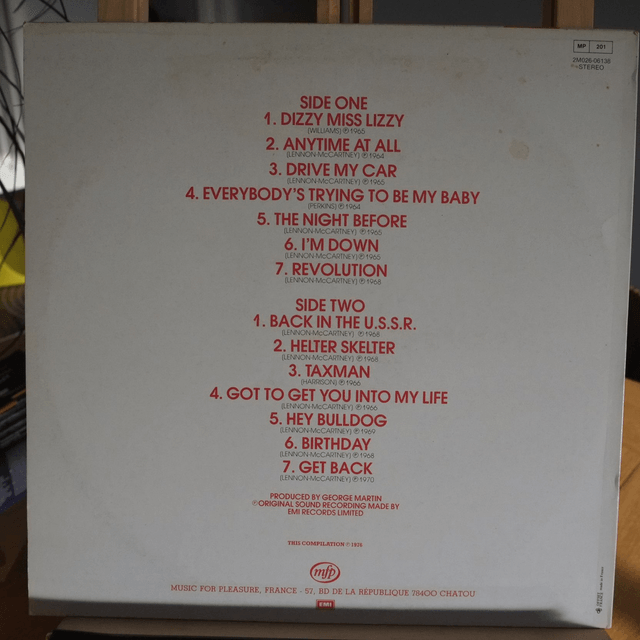 MP 201
2M026-06138
STEREO
SIDE ONE
1. DIZZY MISS LIZZY
(WILLIAMS) ℗ 1965
2. ANYTIME AT ALL
(LENNON-McCARTNEY) ℗ 1964
3. DRIVE MY CAR
(LENNON-McCARTNEY) ℗ 1965
4. EVERYBODY'S TRYING TO BE MY BABY
(PERKINS) ℗ 1964
5. THE NIGHT BEFORE
(LENNON-McCARTNEY) ℗ 1965
6. I'M DOWN
(LENNON-McCARTNEY) ℗ 1965
7. REVOLUTION
(LENNON-McCARTNEY) ℗ 1968
SIDE TWO
1. BACK IN THE U.S.S.R.
(LENNON-McCARTNEY) ℗ 1968
2. HELTER SKELTER
(LENNON-McCARTNEY) ℗ 1968
3. TAXMAN
(HARRISON) ℗ 1966
4. GOT TO GET YOU INTO MY LIFE
(LENNON-McCARTNEY) ℗ 1966
5. HEY BULLDOG
(LENNON-McCARTNEY) ℗ 1969
6. BIRTHDAY
(LENNON-McCARTNEY) ℗ 1968
7. GET BACK
(LENNON-McCARTNEY) ℗ 1970
PRODUCED BY GEORGE MARTIN
℗ORIGINAL SOUND RECORDING MADE BY
EMI RECORDS LIMITED
THIS COMPILATION ℗ 1976
mfp
MUSIC FOR PLEASURE, FRANCE - 57, BD DE LA RÉPUBLIQUE 78400 CHATOU
EMI